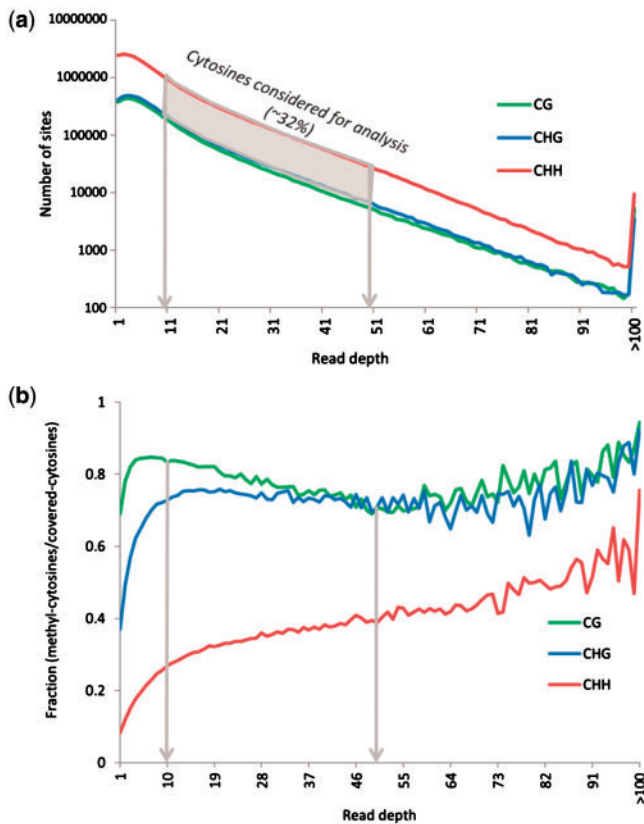 (a)
10000000
1000000
100000
10000
1000
100
Number of sites
Cytosines considered for analysis
(~32%)
CG
CHG
CHH
1
11
21
31
41
51
61
71
81
91
>100
Read depth
(b)
1
0.8
0.6
0.4
0.2
0
Fraction (methyl-cytosines/covered-cytosines)
CG
CHG
CHH
1
10
19
28
37
46
55
64
73
82
91
>100
Read depth